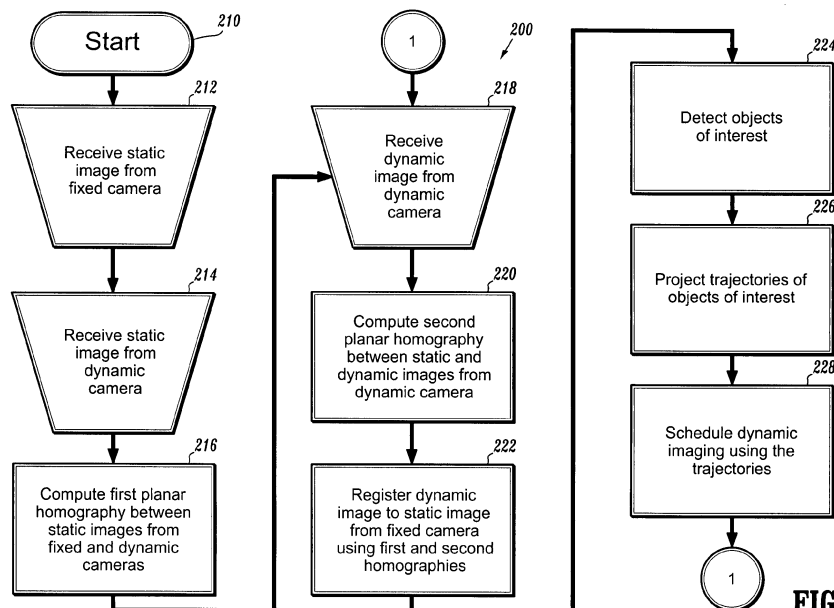 Start
210
212
Receive static
image from
fixed camera
214
Receive static
image from
dynamic
camera
216
Compute first planar
homography between
static images from
fixed and dynamic
cameras
1
200
218
Receive
dynamic
image from
dynamic
camera
220
Compute second
planar homography
between static and
dynamic images from
dynamic camera
222
Register dynamic
image to static image
from fixed camera
using first and second
homographies
224
Detect objects
of interest
226
Project trajectories of
objects of interest
228
Schedule dynamic
imaging using the
trajectories
1
FIG